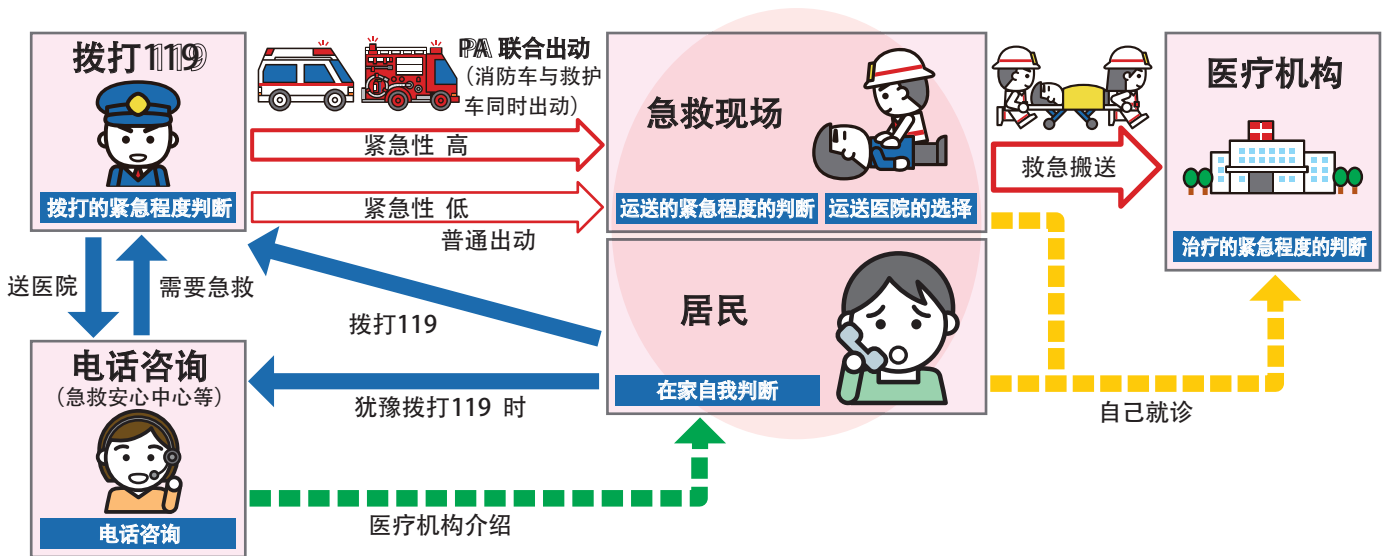 拨打119
PA 联合出动
（消防车与救护
车同时出动）
紧急性 高
紧急性 低
普通出动
拨打的紧急程度判断
急救现场
运送的紧急程度的判断
运送医院的选择
救急搬送
医疗机构
治疗的紧急程度的判断
送医院
需要急救
拨打119
居民
在家自我判断
犹豫拨打119 时
自己就诊
电话咨询
（急救安心中心等）
电话咨询
医疗机构介绍